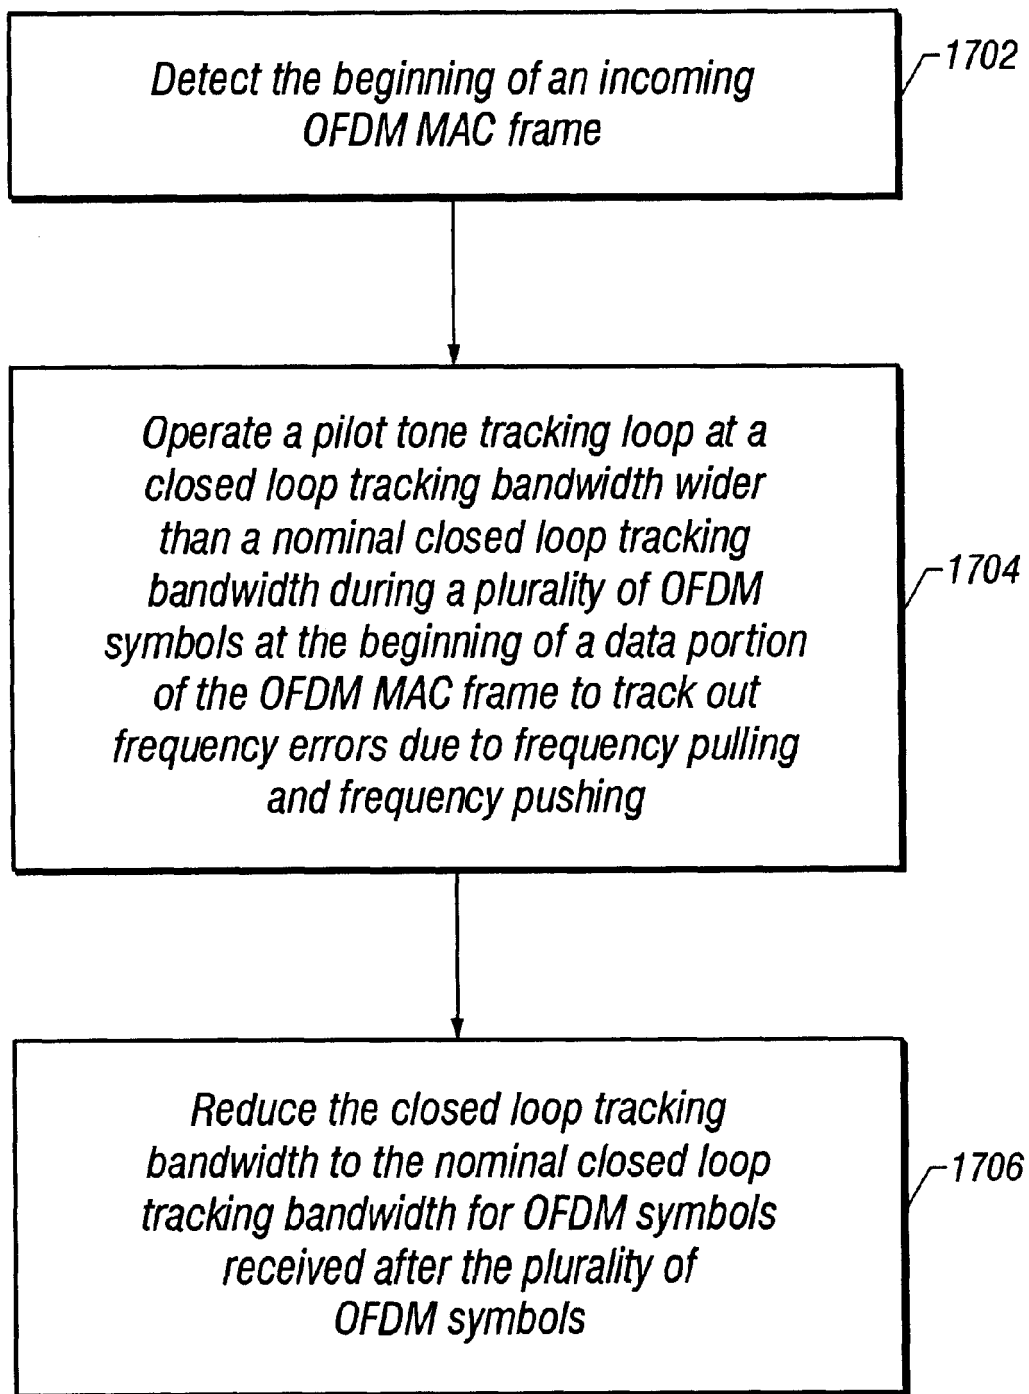 Detect the beginning of an incoming
OFDM MAC frame
1702
Operate a pilot tone tracking loop at a
closed loop tracking bandwidth wider
than a nominal closed loop tracking
bandwidth during a plurality of OFDM
symbols at the beginning of a data portion
of the OFDM MAC frame to track out
frequency errors due to frequency pulling
and frequency pushing
1704
Reduce the closed loop tracking
bandwidth to the nominal closed loop
tracking bandwidth for OFDM symbols
received after the plurality of
OFDM symbols
1706